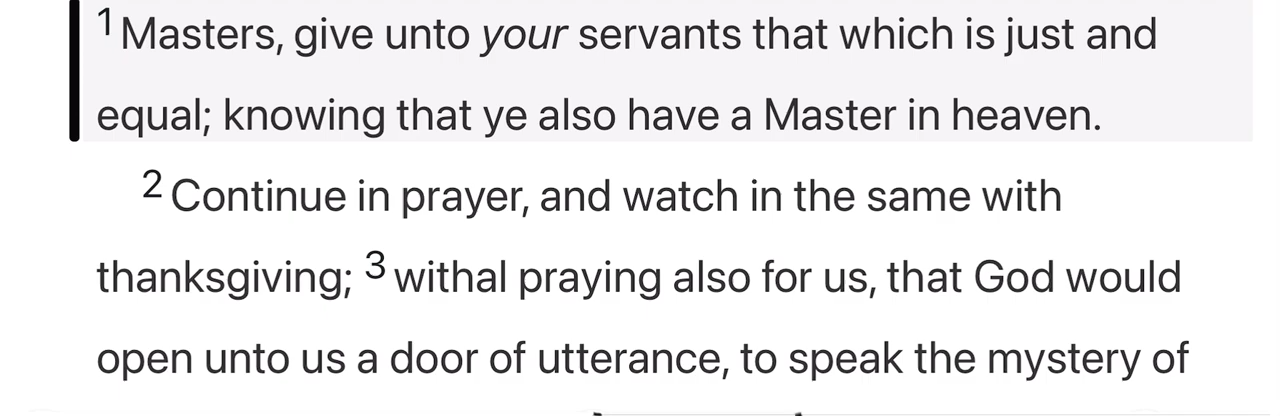 1 Masters, give unto your servants that which is just and
equal; knowing that ye also have a Master in heaven.
2 Continue in prayer, and watch in the same with
thanksgiving; 3 withal praying also for us, that God would
open unto us a door of utterance, to speak the mystery of